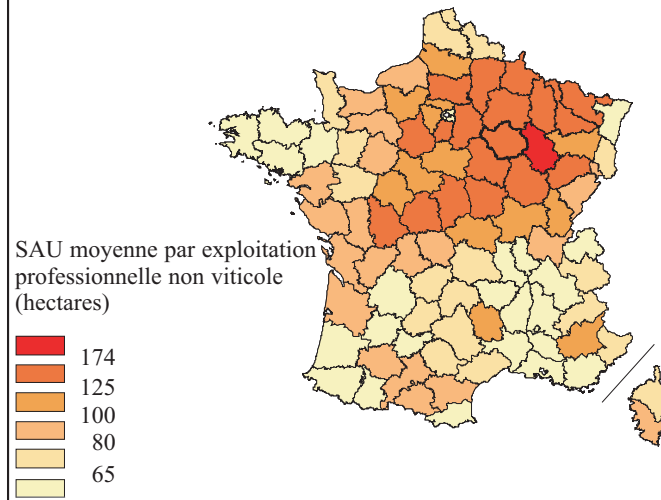 SAU moyenne par exploitation
professionnelle non viticole
(hectares)
174
125
100
80
65